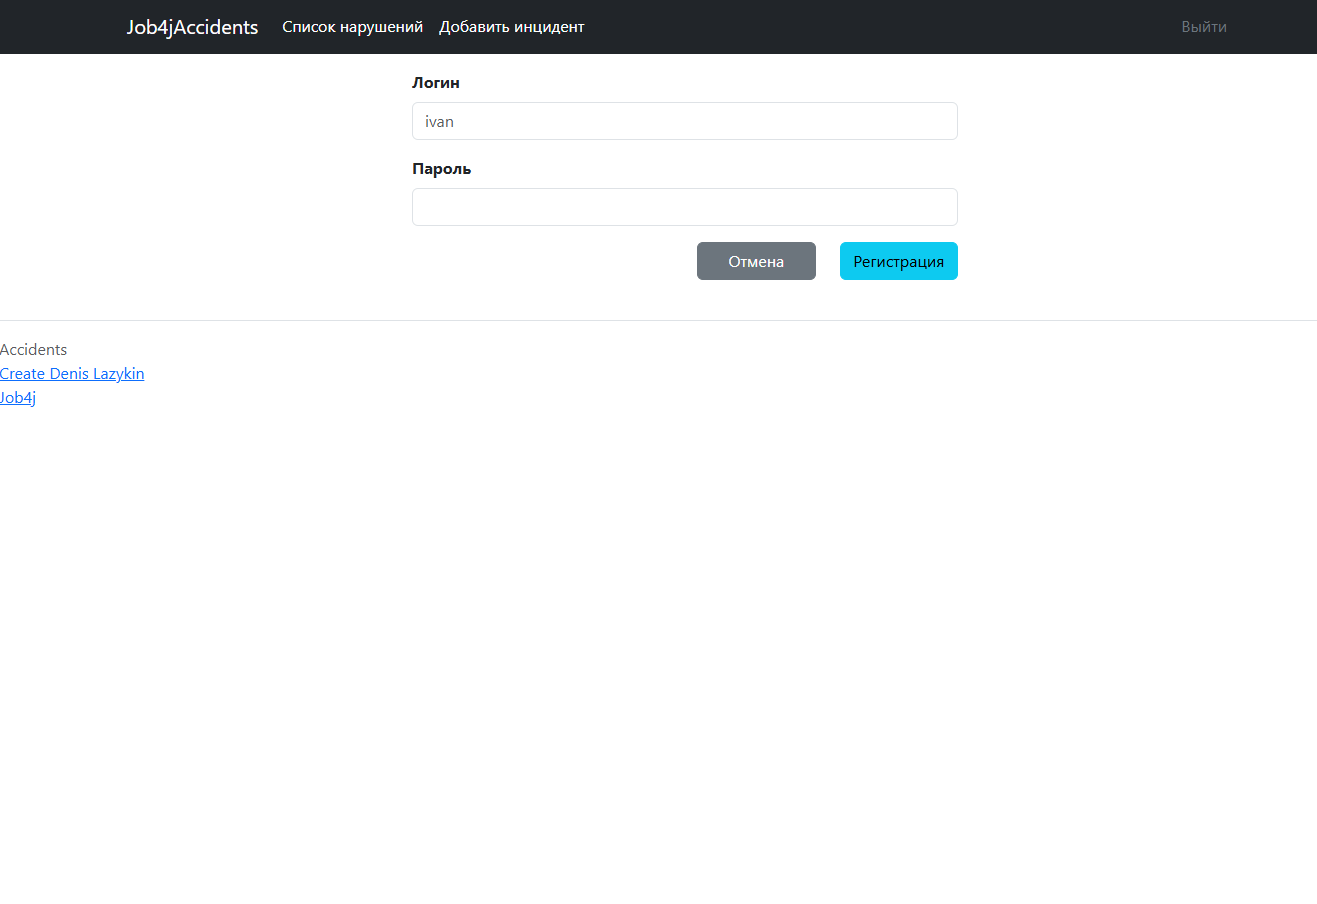 Job4jAccidents Список нарушений Добавить инцидент Выйти
Логин
ivan
Пароль
Отмена Регистрация
Accidents
Create Denis Lazykin
Job4j